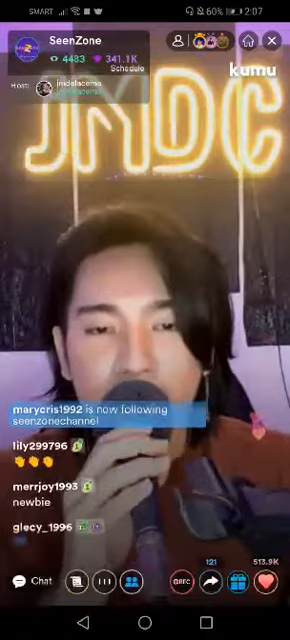 SMART 60% 2:07
SeenZone
4483 341.1K
Schedule
Host: jmdelacerna
kumu
JMDC
marycris1992 is now following
seenzonechannel
lily299796
👏👏👏
merrjoy1993
newbie
glecy_1996
121
513.9K
Chat